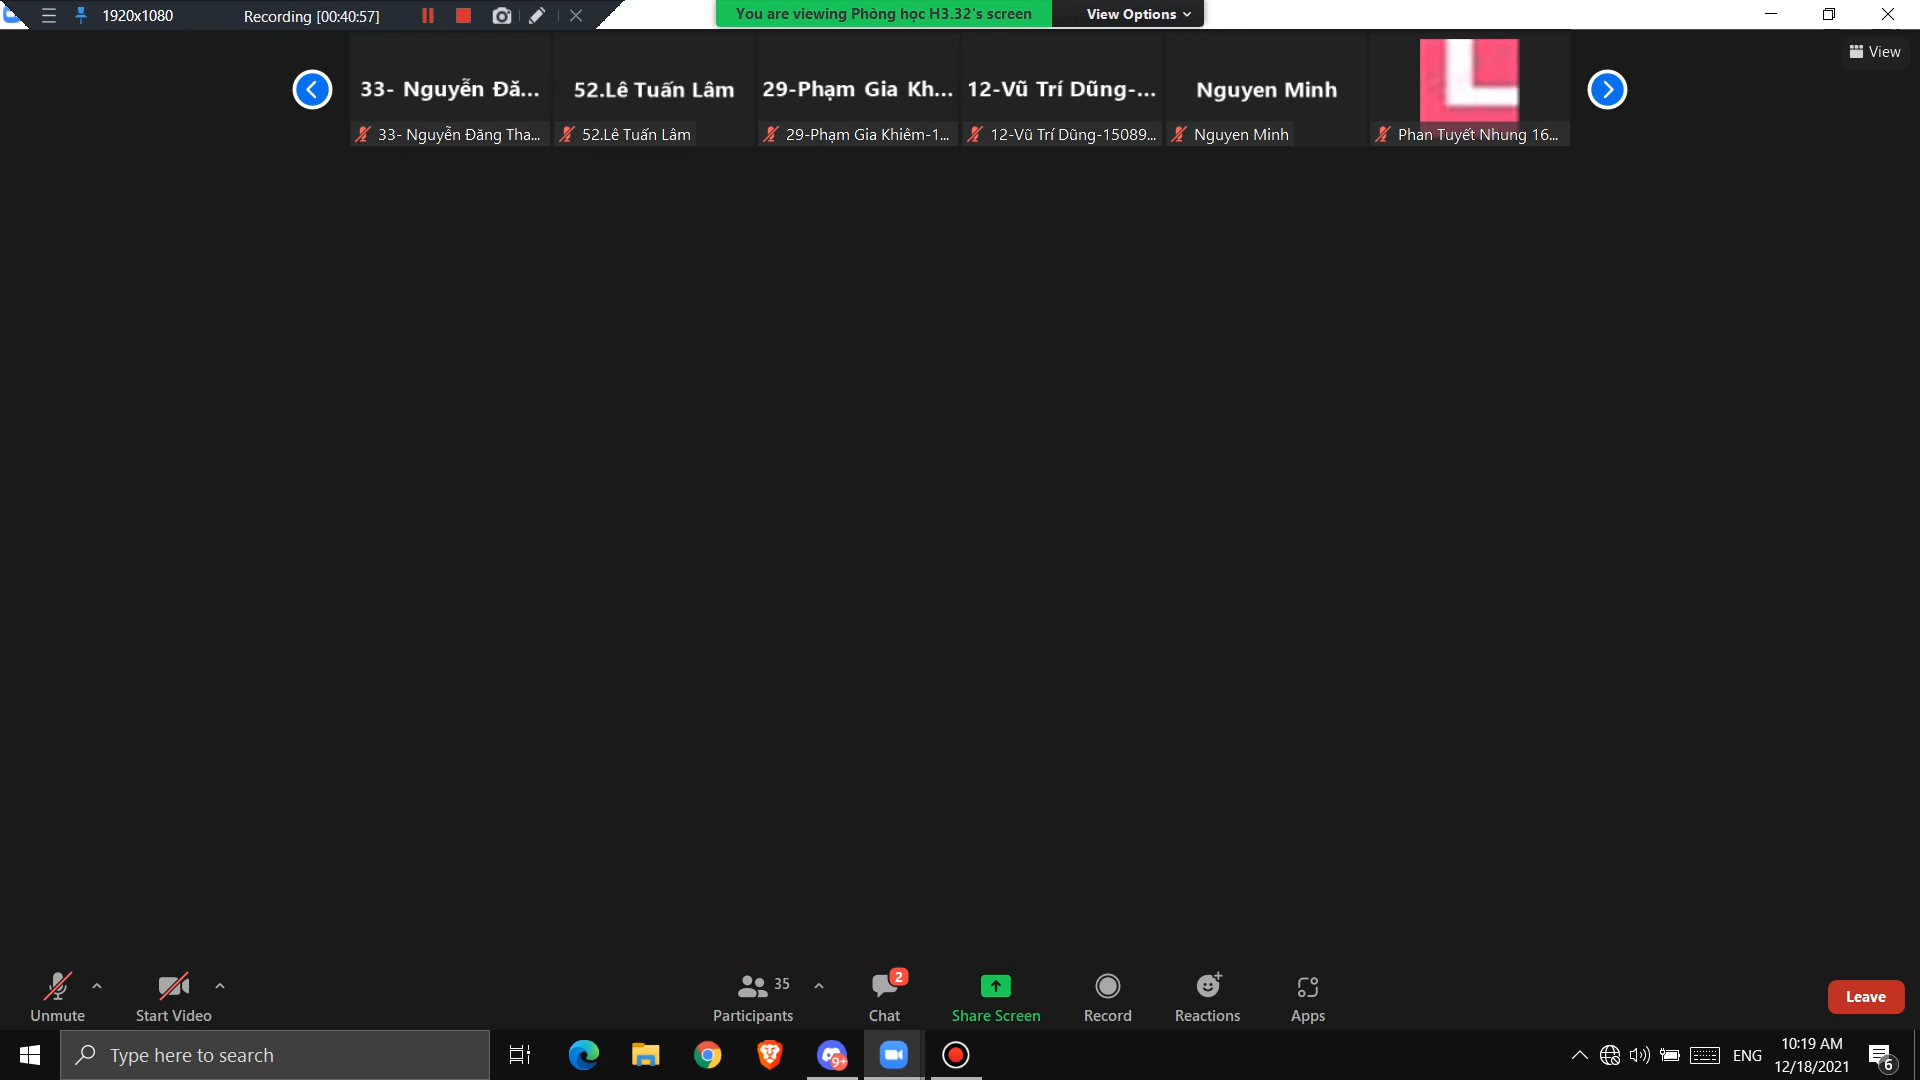 1920x1080
Recording [00:40:57]
You are viewing Phòng học H3.32's screen
View Options
View
33- Nguyễn Đă...
52.Lê Tuấn Lâm
29-Phạm Gia Kh...
12-Vũ Trí Dũng-...
Nguyen Minh
33- Nguyễn Đăng Tha...
52.Lê Tuấn Lâm
29-Phạm Gia Khiêm-1...
12-Vũ Trí Dũng-15089...
Nguyen Minh
Phan Tuyết Nhung 16...
Unmute
Start Video
35
Participants
2
Chat
Share Screen
Record
Reactions
Apps
Leave
Type here to search
9+
ENG
10:19 AM
12/18/2021
6